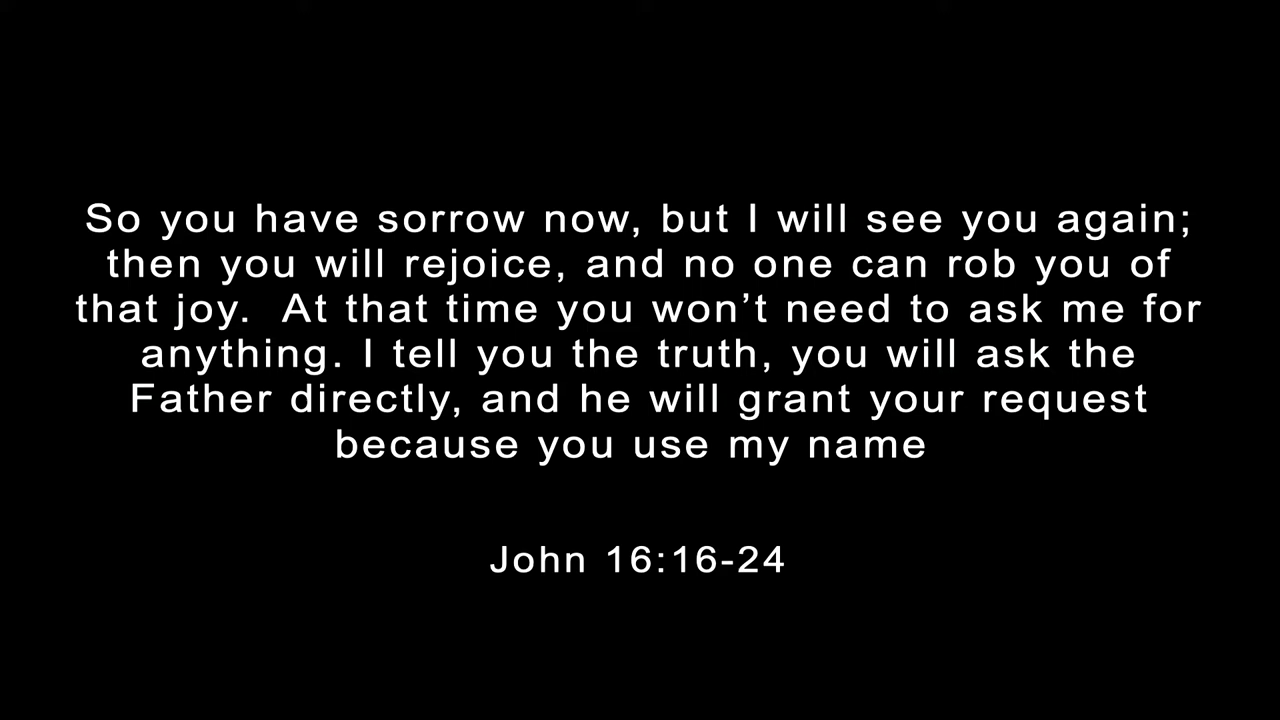 So you have sorrow now, but I will see you again;
then you will rejoice, and no one can rob you of
that joy.  At that time you won’t need to ask me for
anything. I tell you the truth, you will ask the
Father directly, and he will grant your request
because you use my name
John 16:16-24